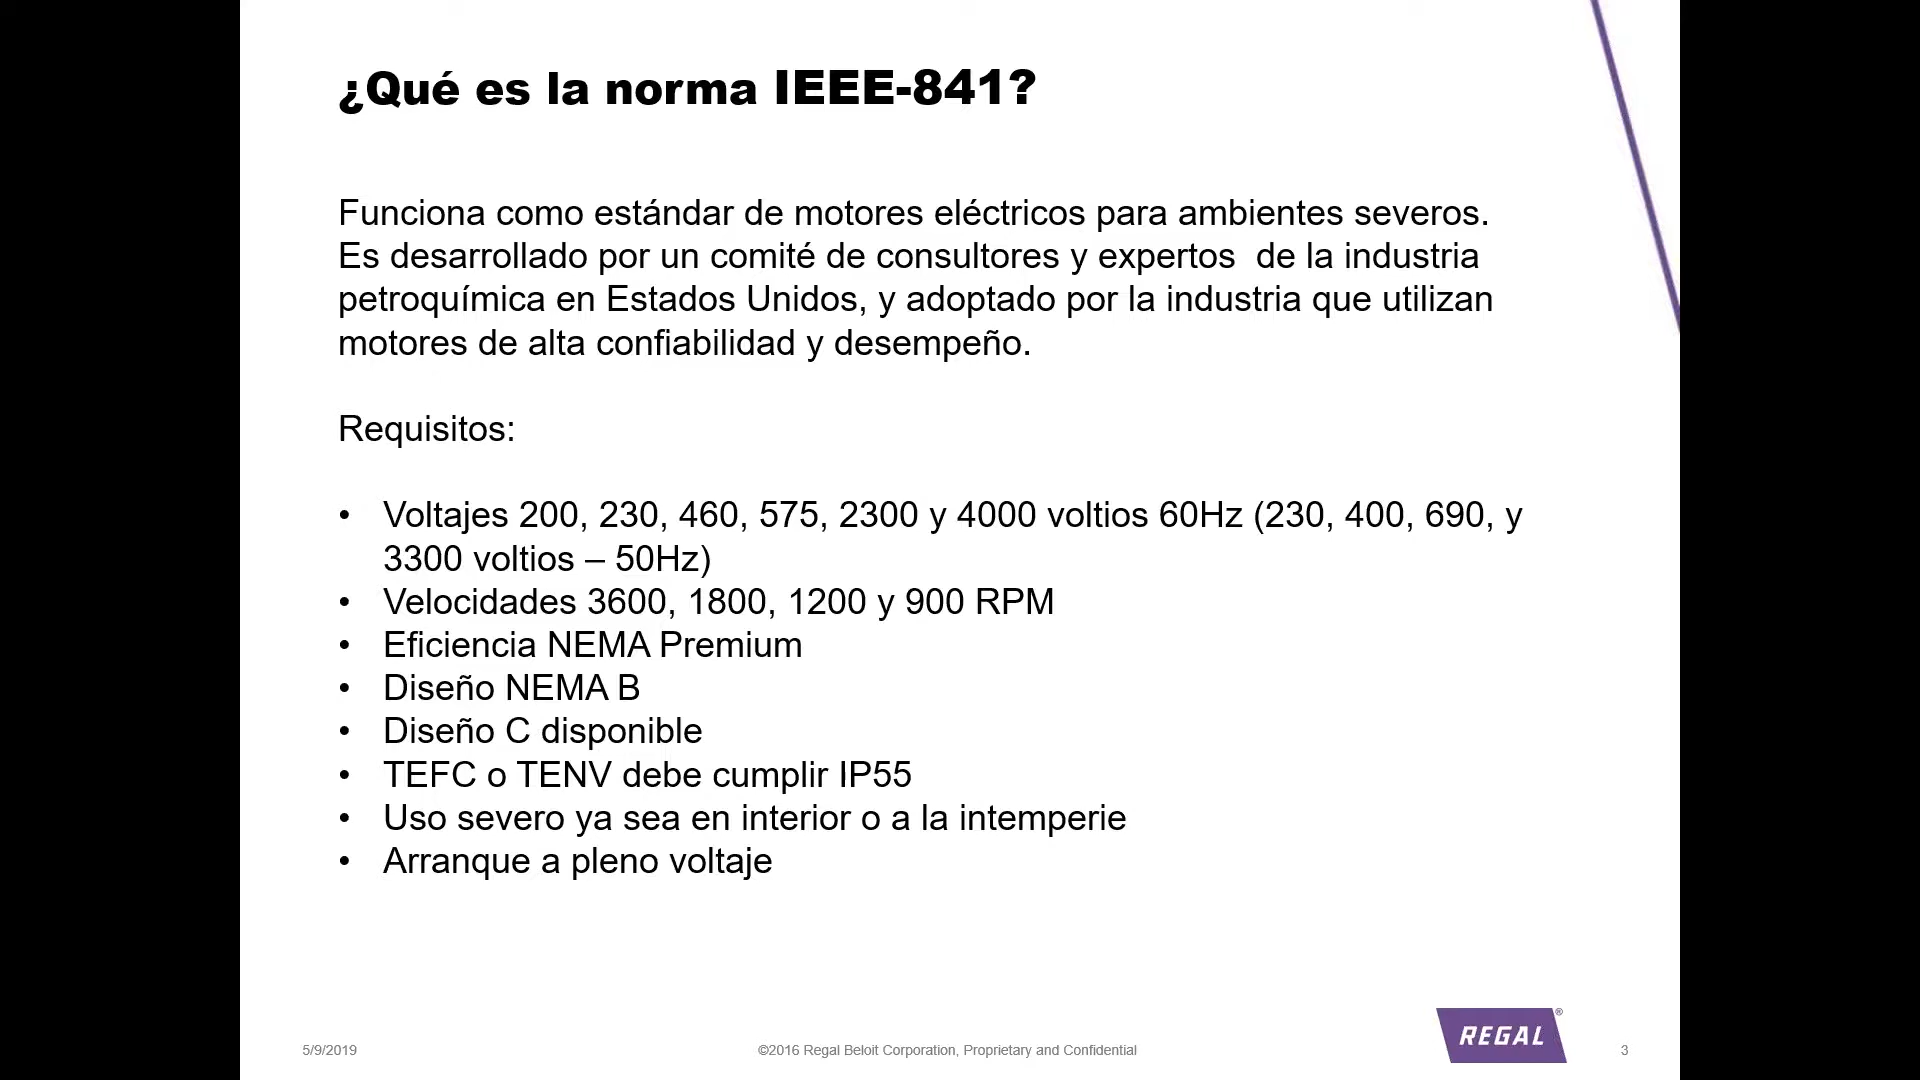 ¿Qué es la norma IEEE-841?
Funciona como estándar de motores eléctricos para ambientes severos.
Es desarrollado por un comité de consultores y expertos  de la industria
petroquímica en Estados Unidos, y adoptado por la industria que utilizan
motores de alta confiabilidad y desempeño.
Requisitos:
• Voltajes 200, 230, 460, 575, 2300 y 4000 voltios 60Hz (230, 400, 690, y
3300 voltios – 50Hz)
• Velocidades 3600, 1800, 1200 y 900 RPM
• Eficiencia NEMA Premium
• Diseño NEMA B
• Diseño C disponible
• TEFC o TENV debe cumplir IP55
• Uso severo ya sea en interior o a la intemperie
• Arranque a pleno voltaje
REGAL®
5/9/2019
©2016 Regal Beloit Corporation, Proprietary and Confidential
3